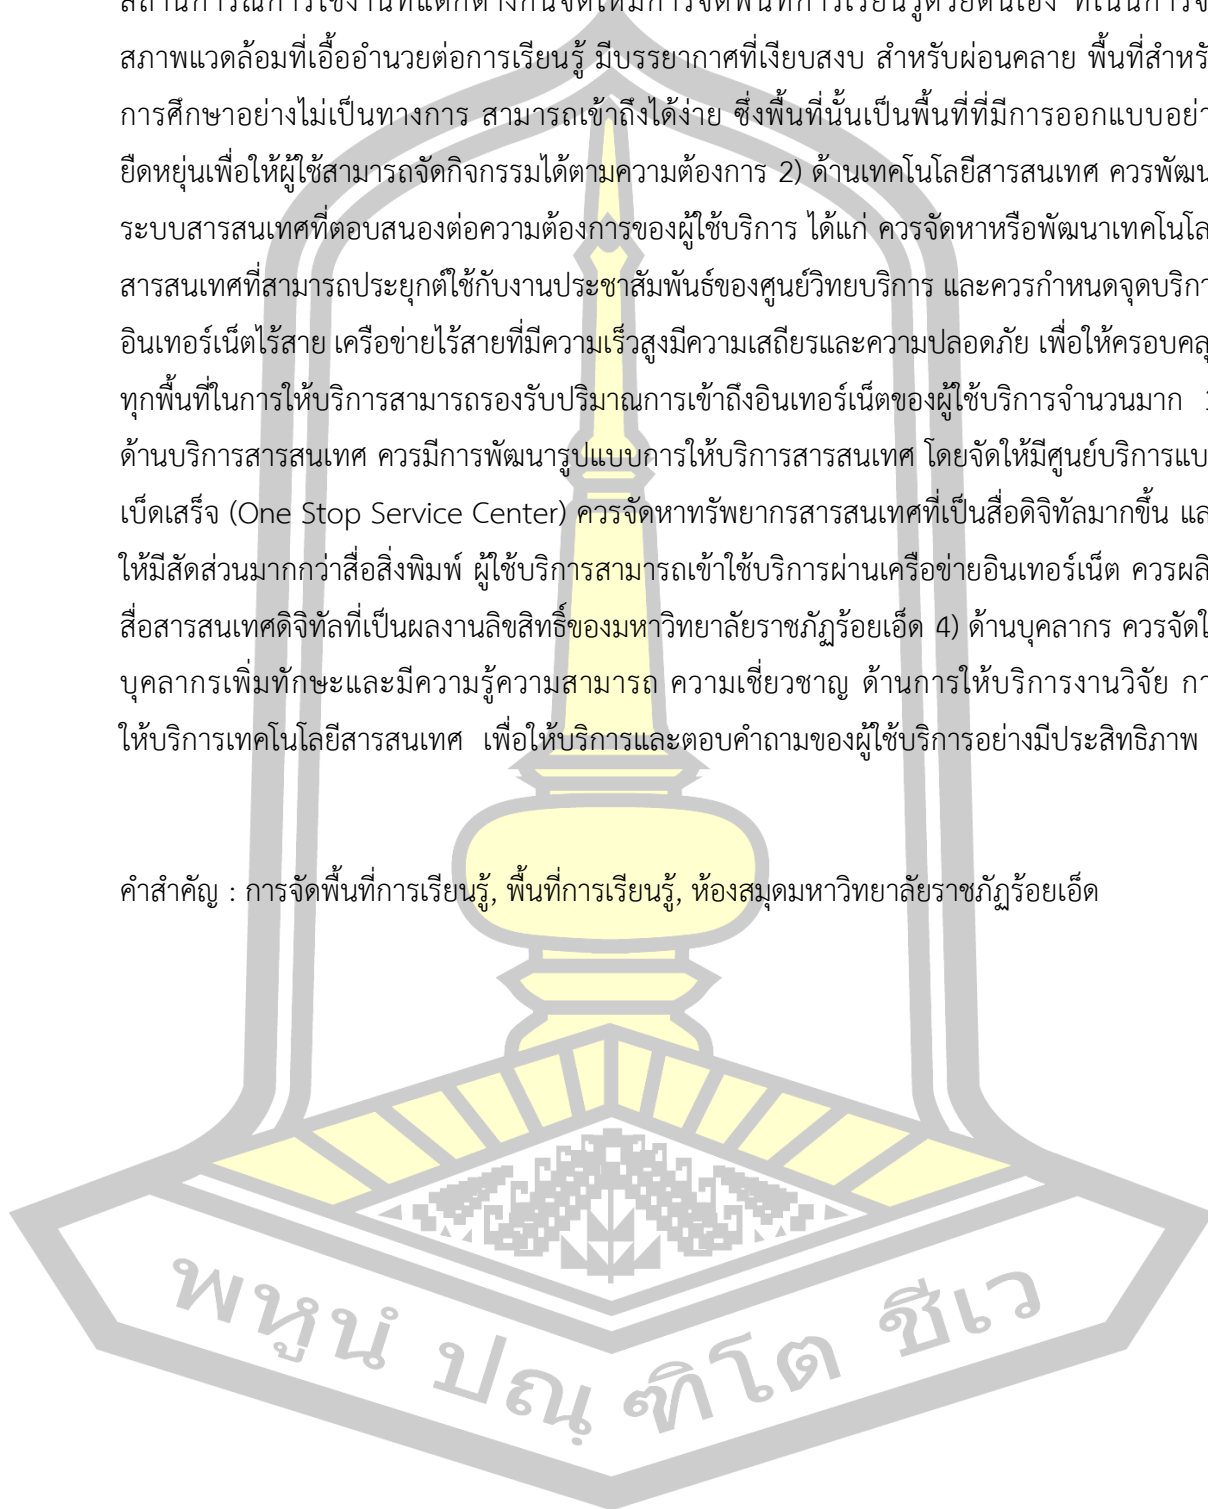 สภาพแวดล้อมที่เอื้ออำนวยต่อการเรียนรู้ มีบรรยากาศที่เงียบสงบ สำหรับผ่อนคลาย พื้นที่สำหรั
การศึกษาอย่างไม่เป็นทางการ สามารถเข้าถึงได้ง่าย ซึ่งพื้นที่นั้นเป็นพื้นที่ที่มีการออกแบบอย่า
ยืดหยุ่นเพื่อให้ผู้ใช้สามารถจัดกิจกรรมได้ตามความต้องการ 2) ด้านเทคโนโลยีสารสนเทศ ควรพัฒน
ระบบสารสนเทศที่ตอบสนองต่อความต้องการของผู้ใช้บริการ ได้แก่ ควรจัดหาหรือพัฒนาเทคโนโล
สารสนเทศที่สามารถประยุกต์ใช้กับงานประชาสัมพันธ์ของศูนย์วิทยบริการ และควรกำหนดจุดบริกา
อินเทอร์เน็ตไร้สาย เครือข่ายไร้สายที่มีความเร็วสูงมีความเสถียรและความปลอดภัย เพื่อให้ครอบคลุ
ทุกพื้นที่ในการให้บริการสามารถรองรับปริมาณการเข้าถึงอินเทอร์เน็ตของผู้ใช้บริการจำนวนมาก
ด้านบริการสารสนเทศ ควรมีการพัฒนารูปแบบการให้บริการสารสนเทศ โดยจัดให้มีศูนย์บริการแบ
เบ็ดเสร็จ (One Stop Service Center) ควรจัดหาทรัพยากรสารสนเทศที่เป็นสื่อดิจิทัลมากขึ้น แล
ให้มีสัดส่วนมากกว่าสื่อสิ่งพิมพ์ ผู้ใช้บริการสามารถเข้าใช้บริการผ่านเครือข่ายอินเทอร์เน็ต ควรผลิ
สื่อสารสนเทศดิจิทัลที่เป็นผลงานลิขสิทธิ์ของมหาวิทยาลัยราชภัฏร้อยเอ็ด 4) ด้านบุคลากร ควรจัดใ
บุคลากรเพิ่มทักษะและมีความรู้ความสามารถ ความเชี่ยวชาญ ด้านการให้บริการงานวิจัย กา
ให้บริการเทคโนโลยีสารสนเทศ เพื่อให้บริการและตอบคำถามของผู้ใช้บริการอย่างมีประสิทธิภาพ
คำสำคัญ : การจัดพื้นที่การเรียนรู้, พื้นที่การเรียนรู้, ห้องสมุดมหาวิทยาลัยราชภัฏร้อยเอ็ด
พหูนํ ปณฺฑิโต ชีเว